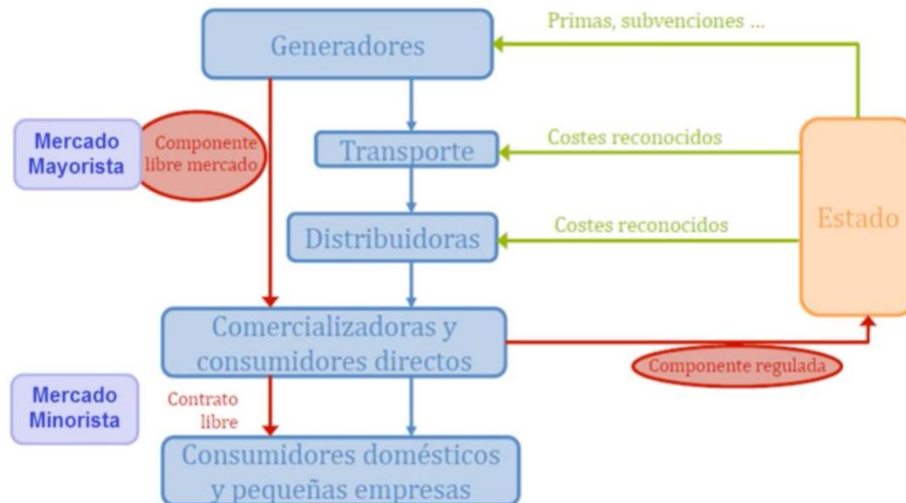 Generadores
Primas, subvenciones ...
Mercado
Mayorista
Componente
libre mercado
Transporte
Costes reconocidos
Estado
Distribuidoras
Costes reconocidos
Comercializadoras y
consumidores directos
Componente regulada
Mercado
Minorista
Contrato
libre
Consumidores domésticos
y pequeñas empresas